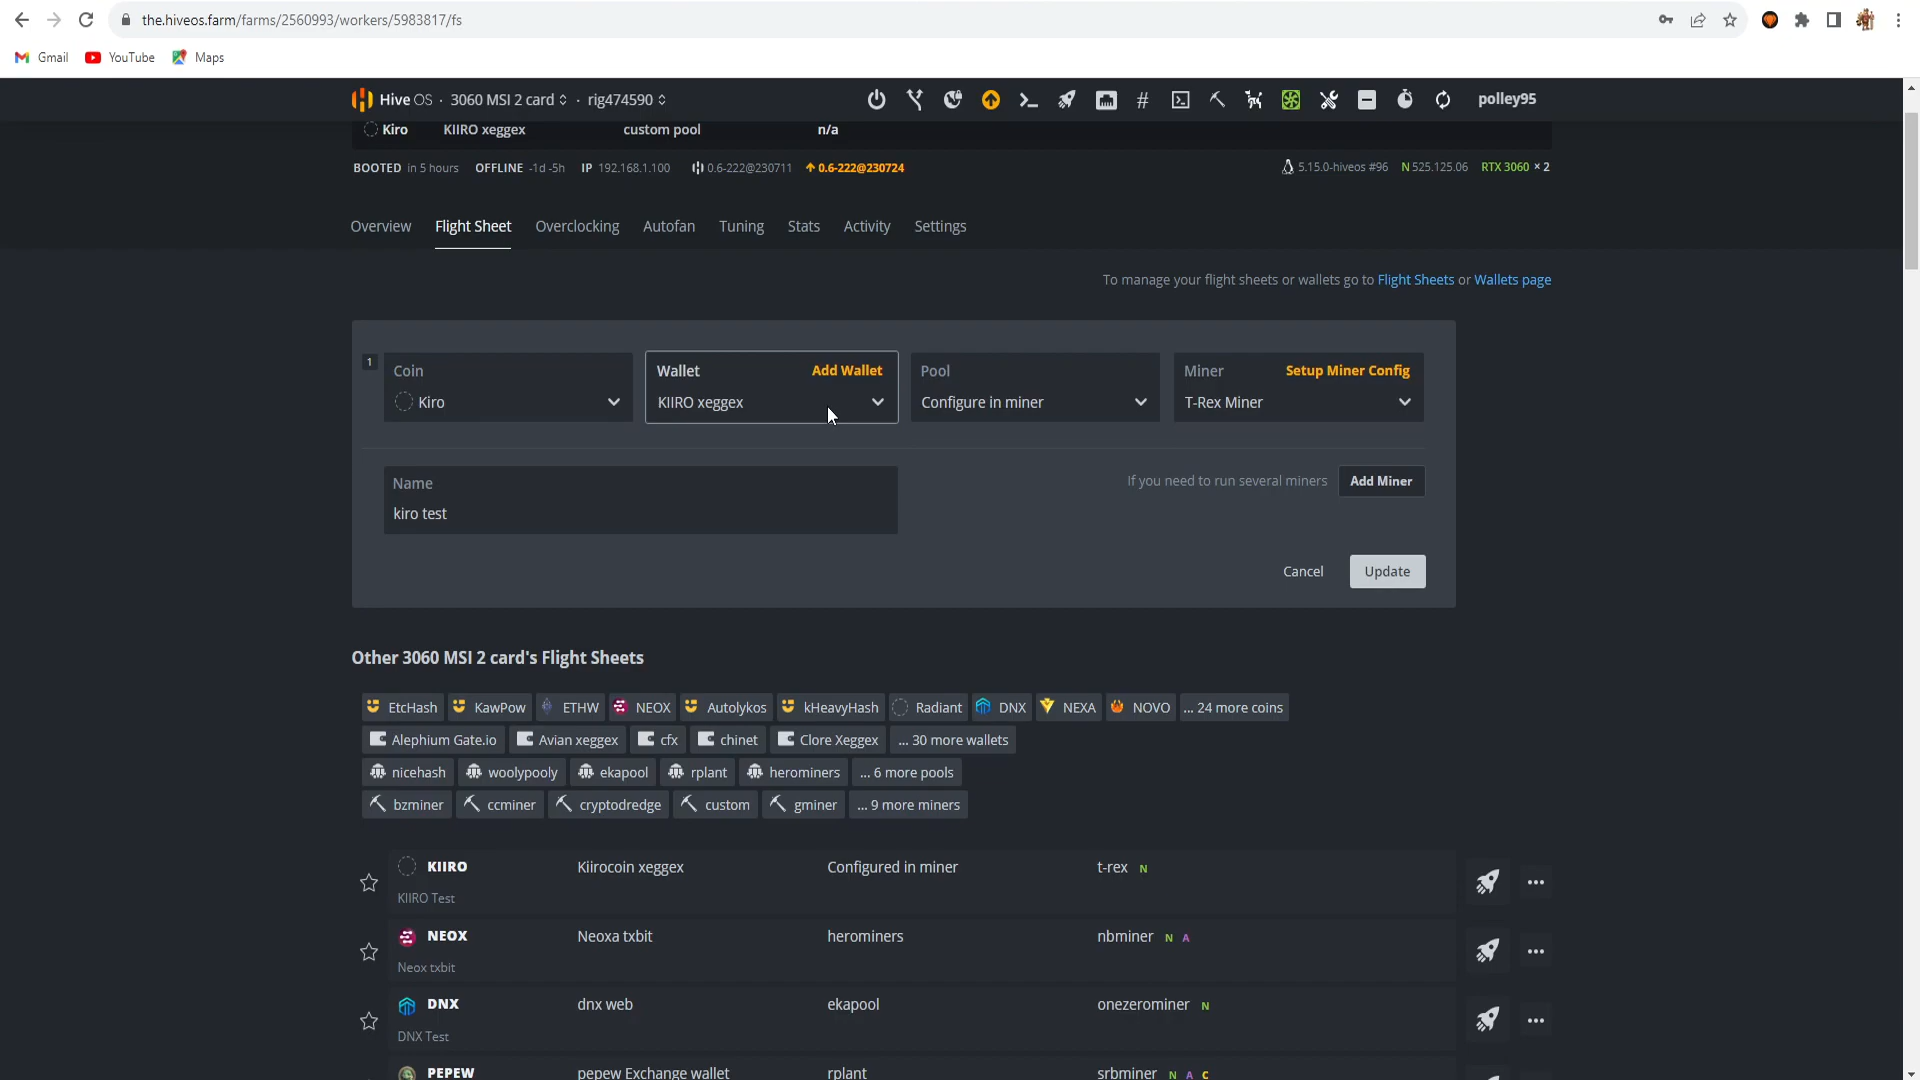 the.hiveos.farm/farms/2560993/workers/5983817/fs
Gmail YouTube Maps
Hive OS · 3060 MSI 2 card · rig474590 polley95
Kiro KIIRO xeggex custom pool n/a
BOOTED in 5 hours OFFLINE -1d -5h IP 192.168.1.100 0.6-222@230711 0.6-222@230724 5.15.0-hiveos #96 N 525.125.06 RTX 3060 × 2
Overview Flight Sheet Overclocking Autofan Tuning Stats Activity Settings
To manage your flight sheets or wallets go to Flight Sheets or Wallets page
1 Coin Wallet Add Wallet Pool Miner Setup Miner Config
Kiro KIIRO xeggex Configure in miner T-Rex Miner
Name
If you need to run several miners Add Miner
kiro test
Cancel Update
Other 3060 MSI 2 card's Flight Sheets
EtcHash KawPow ETHW NEOX Autolykos kHeavyHash Radiant DNX NEXA NOVO ... 24 more coins
Alephium Gate.io Avian xeggex cfx chinet Clore Xeggex ... 30 more wallets
nicehash woolypooly ekapool rplant herominers ... 6 more pools
bzminer ccminer cryptodredge custom gminer ... 9 more miners
KIIRO Kiirocoin xeggex Configured in miner t-rex N
KIIRO Test
NEOX Neoxa txbit herominers nbminer N A
Neox txbit
DNX dnx web ekapool onezerominer N
DNX Test
PEPEW pepew Exchange wallet rplant srbminer N A C